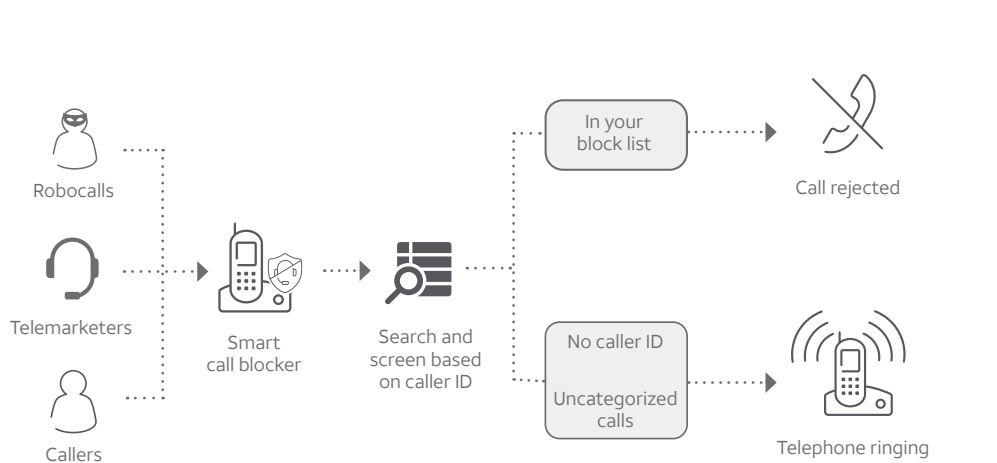 Robocalls
Telemarketers
Callers
Smart
call blocker
Search and
screen based
on caller ID
In your
block list
Call rejected
No caller ID
Uncategorized
calls
Telephone ringing